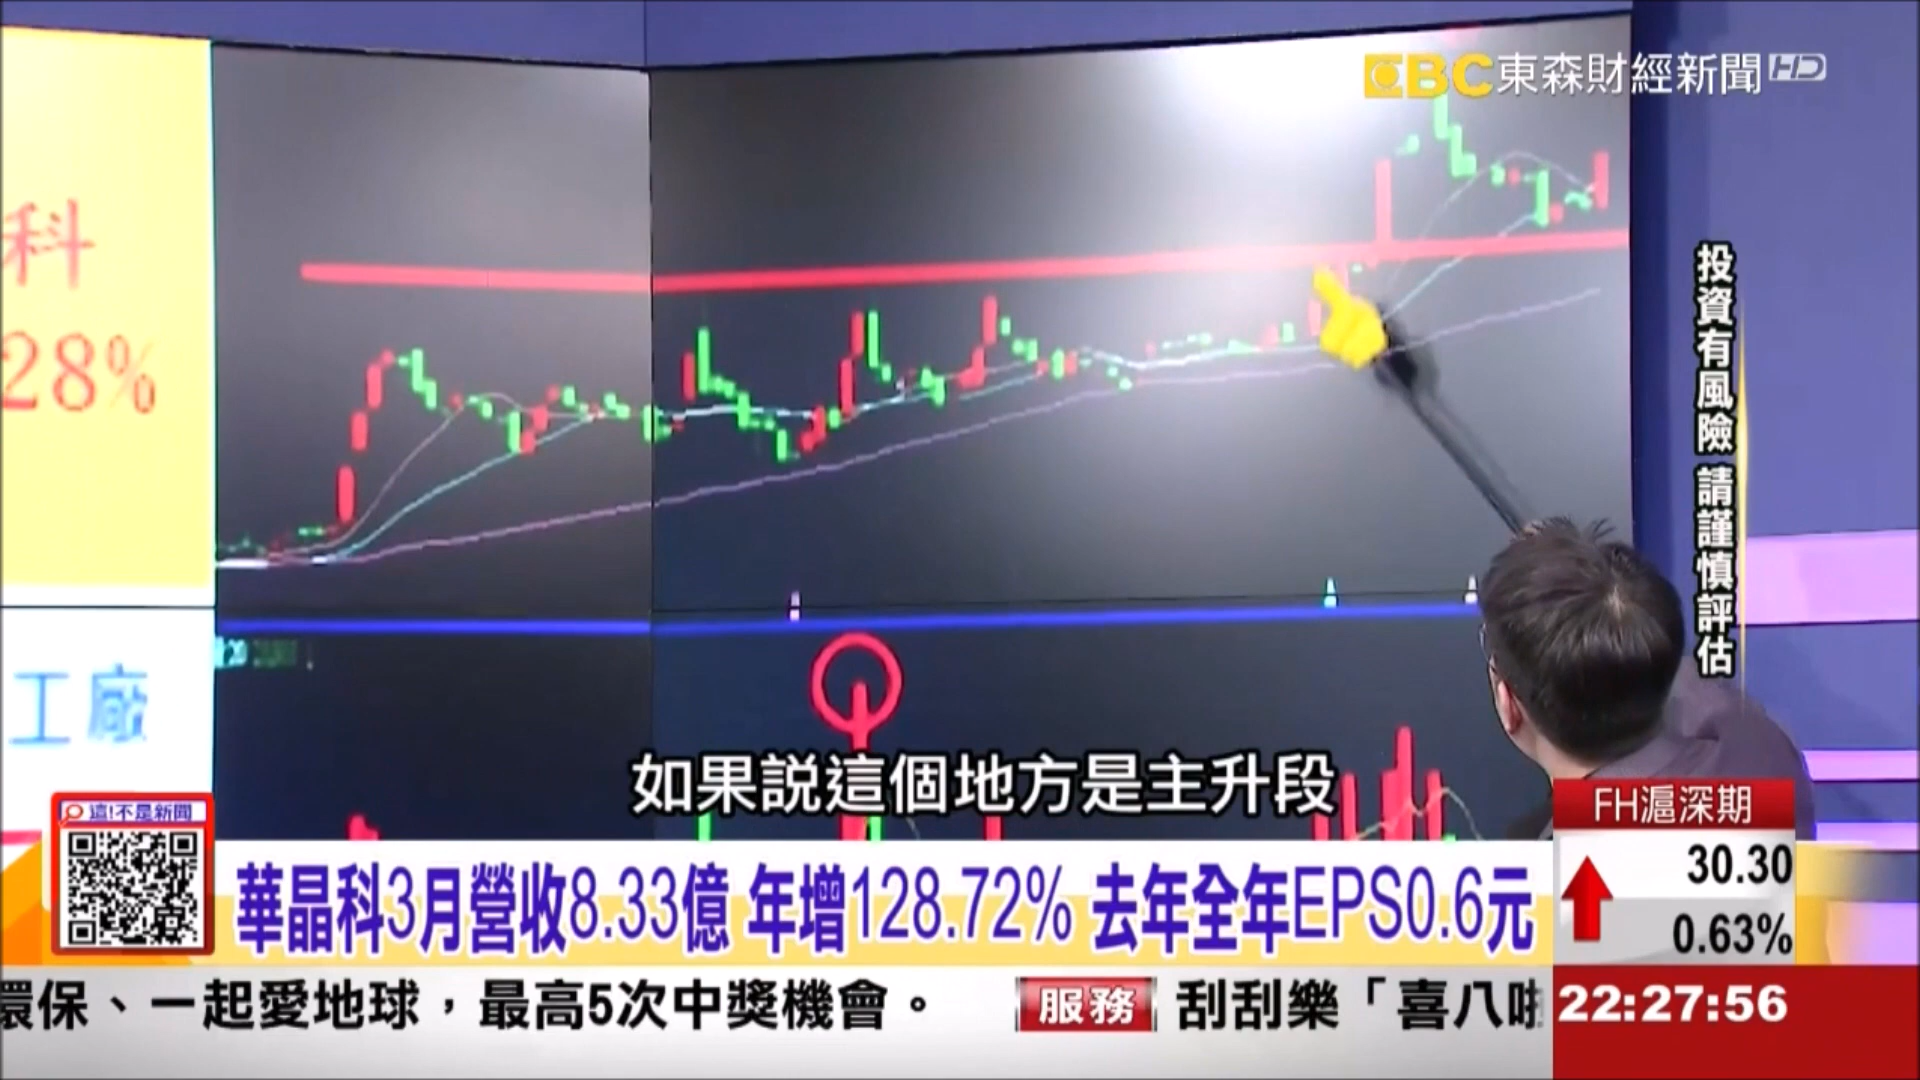 EBC東森財經新聞HD
科
28%
工廠
投資有風險 請謹慎評估
如果說這個地方是主升段
這!不是新聞
華晶科3月營收8.33億 年增128.72% 去年全年EPS0.6元
FH滬深期
30.30
0.63%
環保、一起愛地球，最高5次中獎機會。 服務 刮刮樂「喜八啦
22:27:56